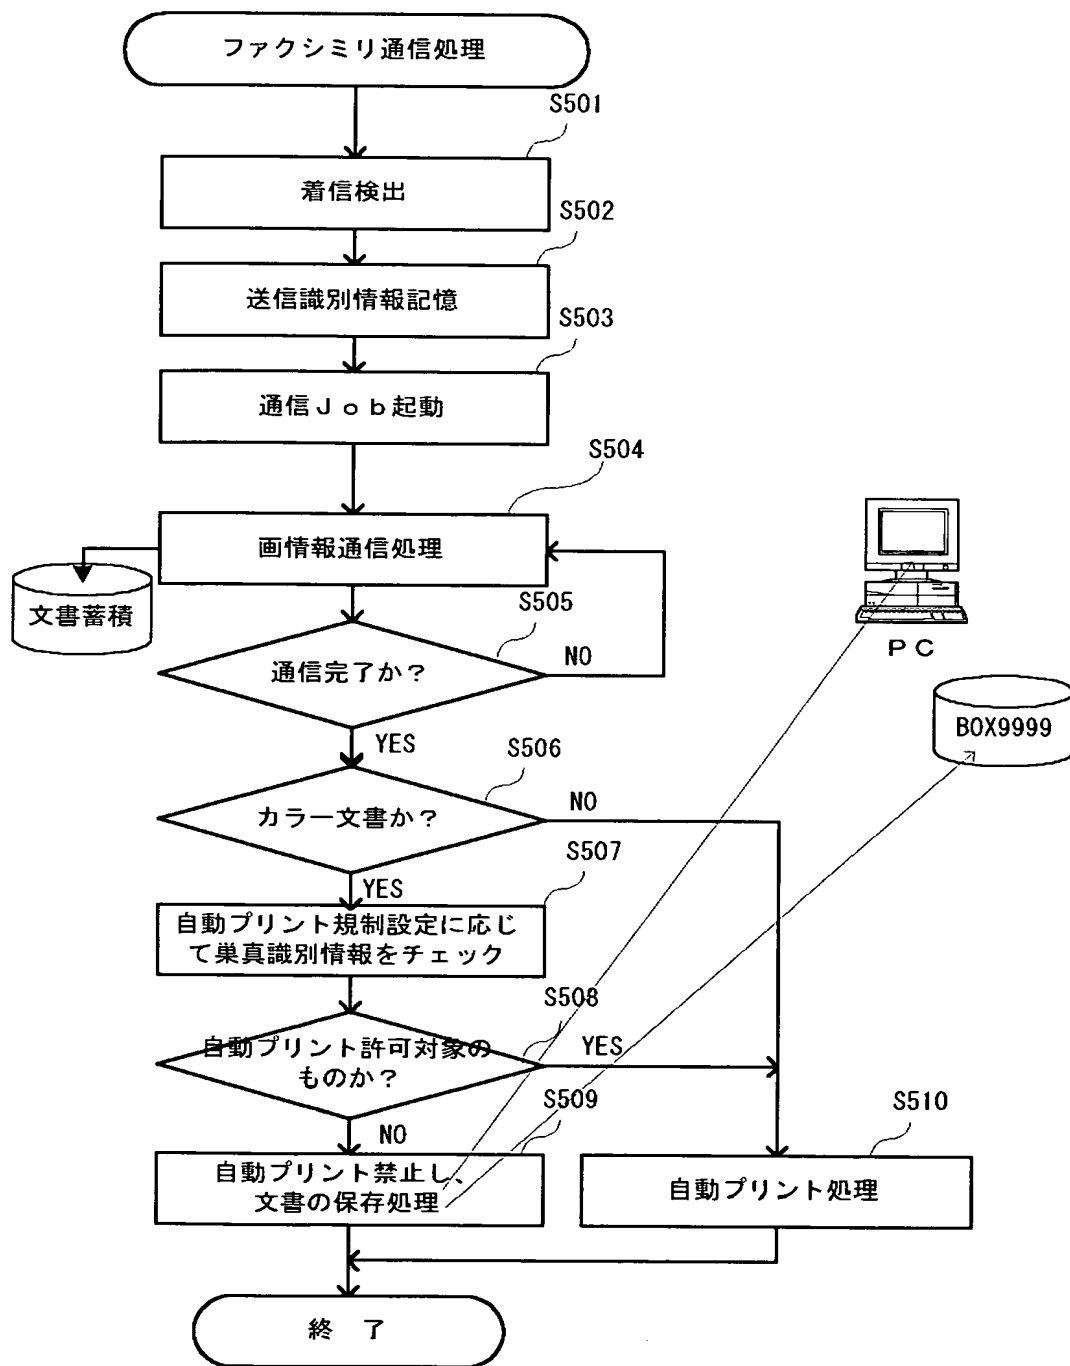 ファクシミリ通信処理
S501
着信検出
S502
送信識別情報記憶
S503
通信Job起動
S504
画情報通信処理
文書蓄積
S505
通信完了か?
NO
PC
BOX9999
YES
S506
カラー文書か?
NO
S507
YES
自動プリント規制設定に応じ
て巣真識別情報をチェック
S508
自動プリント許可対象の
ものか?
YES
S509
NO
S510
自動プリント禁止し、
文書の保存処理
自動プリント処理
終 了